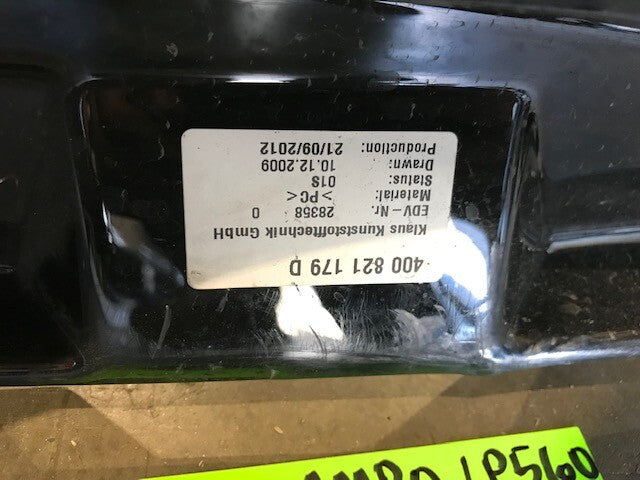 400 821 179 D
Klaus Kunststofftechnik GmbH
EDV-Nr. 28358 0
Material: >PC<
Status: 01S
Drawn: 10.12.2009
Production: 21/09/2012
LP560